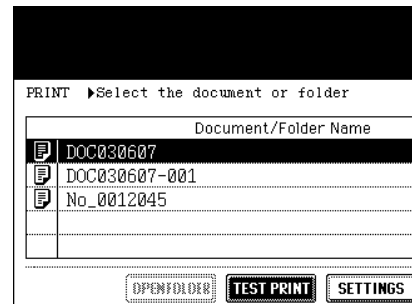 PRINT ▶Select the document or folder
Document/Folder Name
DOC030607
DOC030607-001
No_0012045
OPENFOLDER TEST PRINT SETTINGS